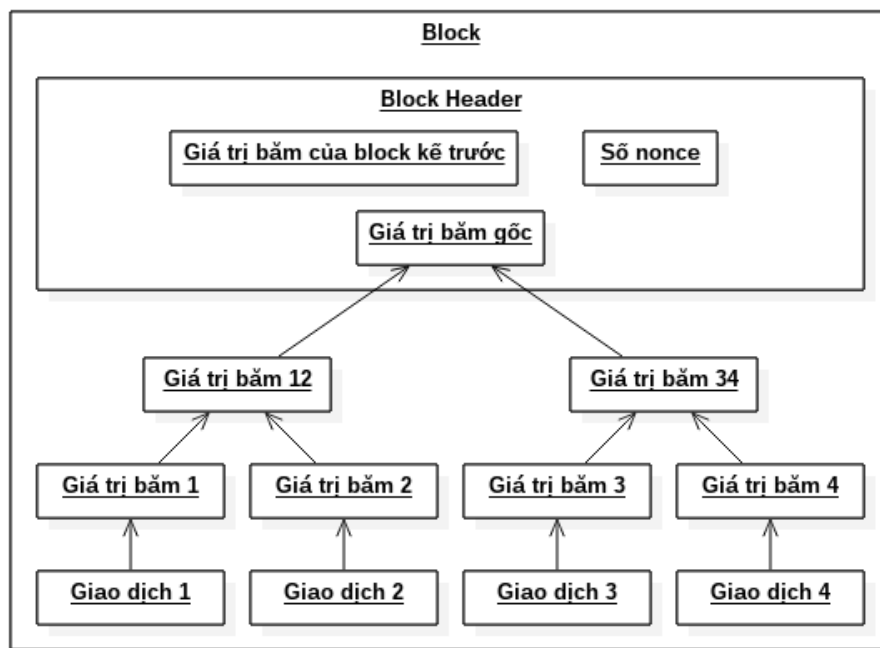 Block
Block Header
Giá trị băm của block kế trước
Số nonce
Giá trị băm gốc
Giá trị băm 12
Giá trị băm 34
Giá trị băm 1
Giá trị băm 2
Giá trị băm 3
Giá trị băm 4
Giao dịch 1
Giao dịch 2
Giao dịch 3
Giao dịch 4